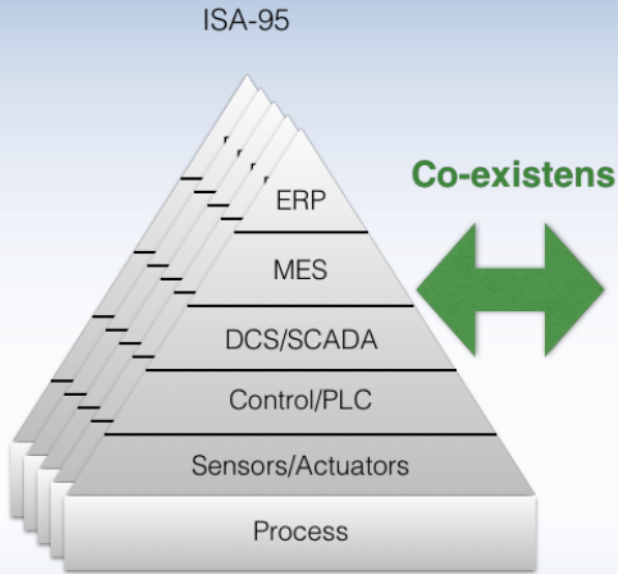 ISA-95
Co-existens
ERP
MES
DCS/SCADA
Control/PLC
Sensors/Actuators
Process